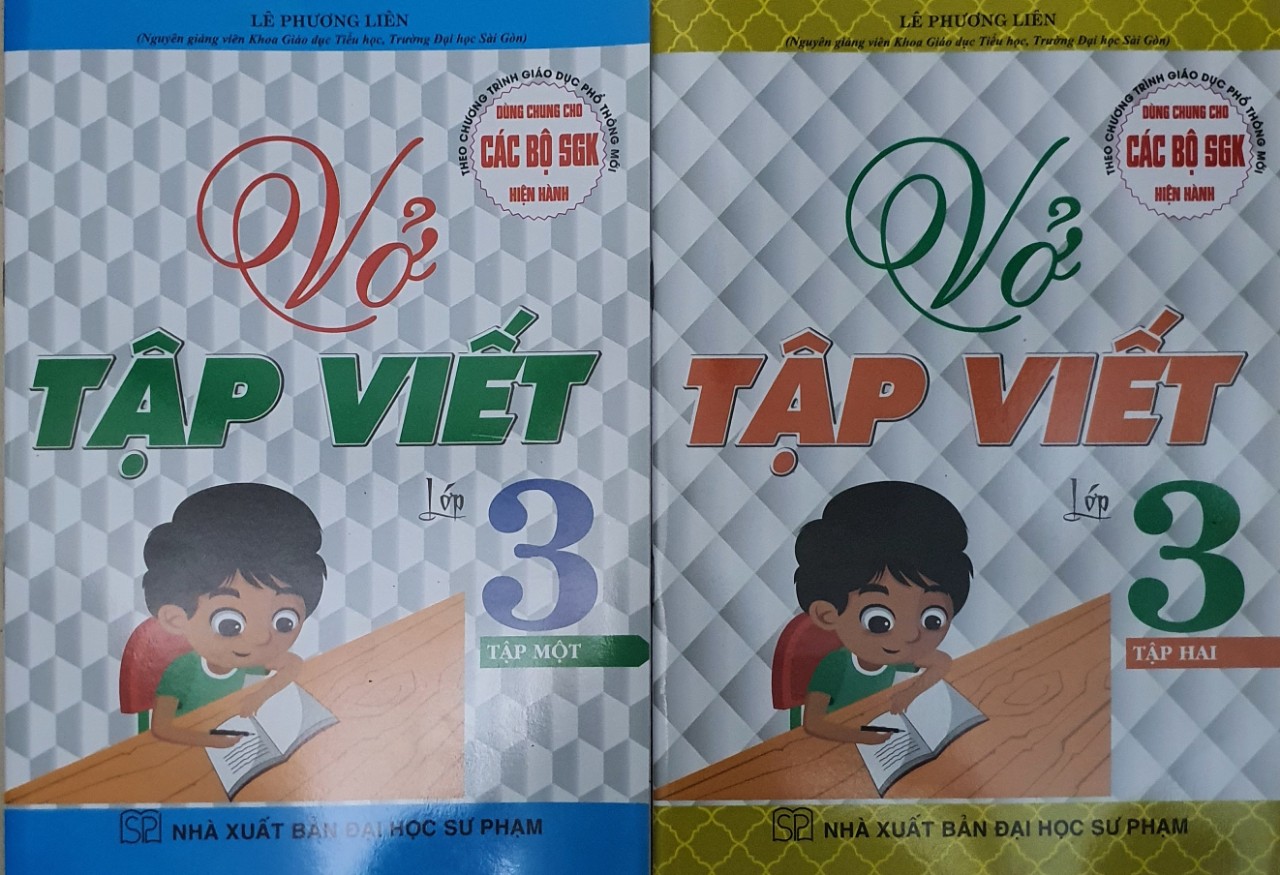 LÊ PHƯƠNG LIÊN
(Nguyên giảng viên Khoa Giáo dục Tiểu học, Trường Đại học Sài Gòn)
THEO CHƯƠNG TRÌNH GIÁO DỤC PHỔ THÔNG MỚI
DÙNG CHUNG CHO
CÁC BỘ SGK
HIỆN HÀNH
Vở
TẬP VIẾT
Lớp
3
TẬP MỘT
SP
NHÀ XUẤT BẢN ĐẠI HỌC SƯ PHẠM
LÊ PHƯƠNG LIÊN
(Nguyên giảng viên Khoa Giáo dục Tiểu học, Trường Đại học Sài Gòn)
THEO CHƯƠNG TRÌNH GIÁO DỤC PHỔ THÔNG MỚI
DÙNG CHUNG CHO
CÁC BỘ SGK
HIỆN HÀNH
Vở
TẬP VIẾT
Lớp
3
TẬP HAI
SP
NHÀ XUẤT BẢN ĐẠI HỌC SƯ PHẠM